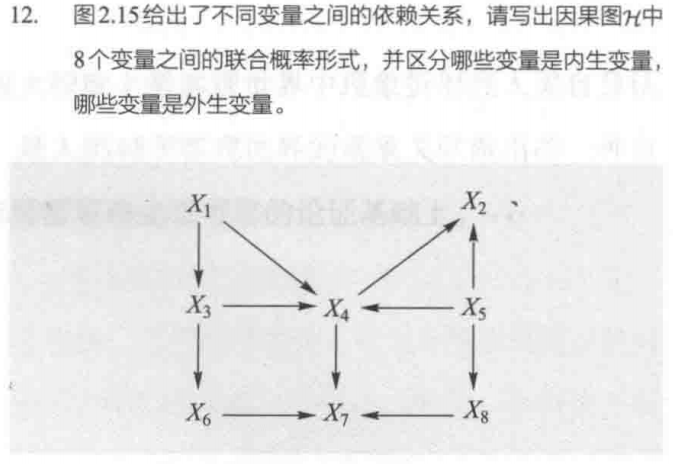 12. 图2.15给出了不同变量之间的依赖关系，请写出因果图ℋ中
8个变量之间的联合概率形式，并区分哪些变量是内生变量，
哪些变量是外生变量。
X₁ X₂
X₃ X₄ X₅
X₆ X₇ X₈